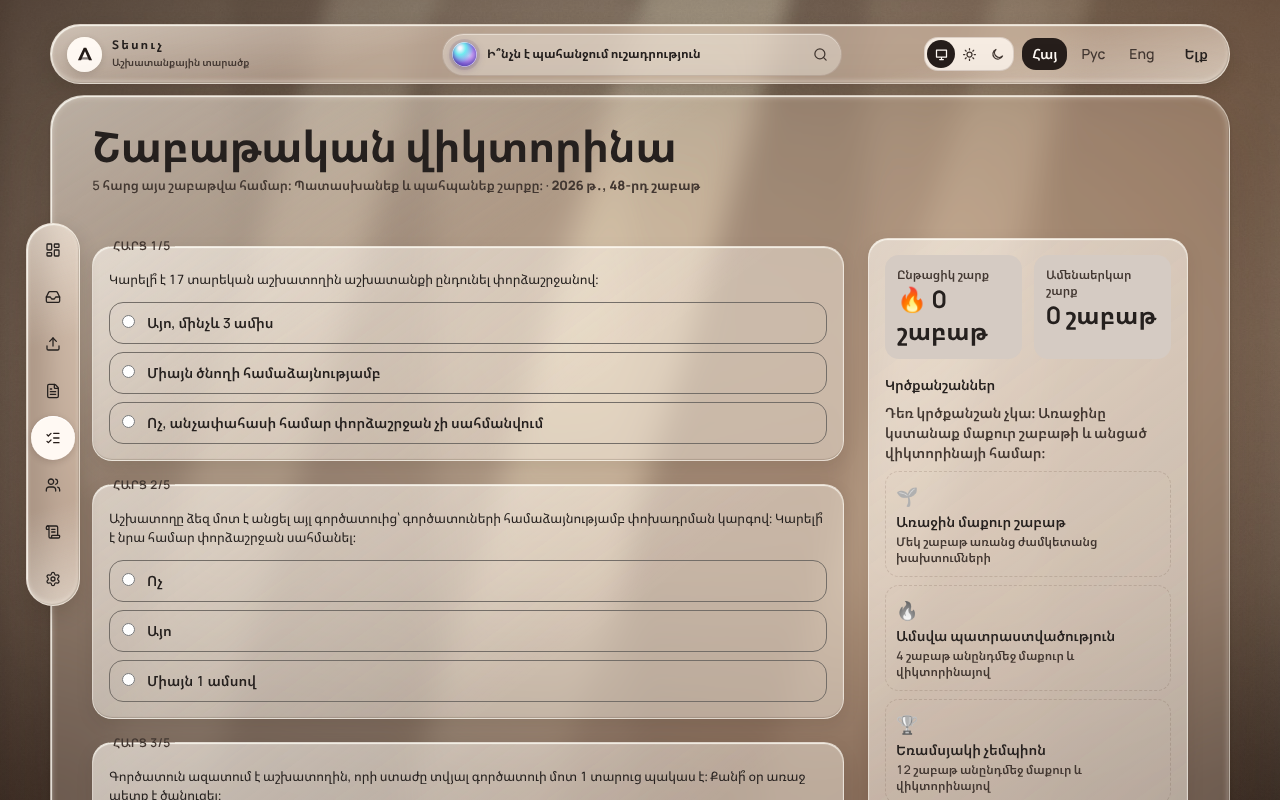 Տեսուչ
Աշխատանքային տարածք
Ի՞նչն է պահանջում ուշադրություն
Հայ
Рус
Eng
Ելք
Շաբաթական վիկտորինա
5 հարց այս շաբաթվա համար։ Պատասխանեք և պահպանեք շարքը։ · 2026 թ., 48-րդ շաբաթ
ՀԱՐՑ 1/5
Կարելի՞ է 17 տարեկան աշխատողին աշխատանքի ընդունել փորձաշրջանով։
Այո, մինչև 3 ամիս
Միայն ծնողի համաձայնությամբ
Ոչ, անչափահասի համար փորձաշրջան չի սահմանվում
ՀԱՐՑ 2/5
Աշխատողը ձեզ մոտ է անցել այլ գործատուից՝ գործատուների համաձայնությամբ փոխադրման կարգով։ Կարելի՞
է նրա համար փորձաշրջան սահմանել։
Ոչ
Այո
Միայն 1 ամսով
ՀԱՐՑ 3/5
Գործատուն ազատում է աշխատողին, որի ստաժը տվյալ գործատուի մոտ 1 տարուց պակաս է։ Քանի՞ օր առաջ
պետք է ծանուցել։
Ընթացիկ շարք
🔥 0
շաբաթ
Ամենաերկար
շարք
0 շաբաթ
Կրծքանշաններ
Դեռ կրծքանշան չկա։ Առաջինը
կստանաք մաքուր շաբաթի և անցած
վիկտորինայի համար։
Առաջին մաքուր շաբաթ
Մեկ շաբաթ առանց ժամկետանց
խախտումների
Ամսվա պատրաստվածություն
4 շաբաթ անընդմեջ մաքուր և
վիկտորինայով
Եռամսյակի չեմպիոն
12 շաբաթ անընդմեջ մաքուր և
վիկտորինայով